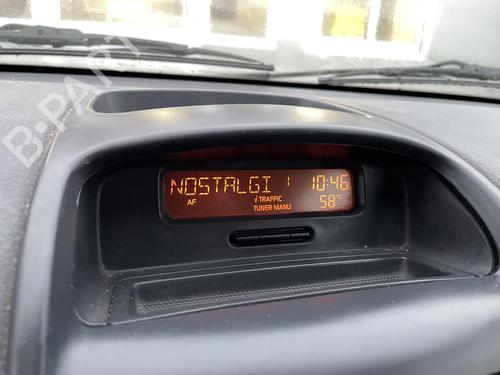 B-PARTS
NOSTALGI 1 10:46
AF i TRAFFIC 58°
TUNER MANU